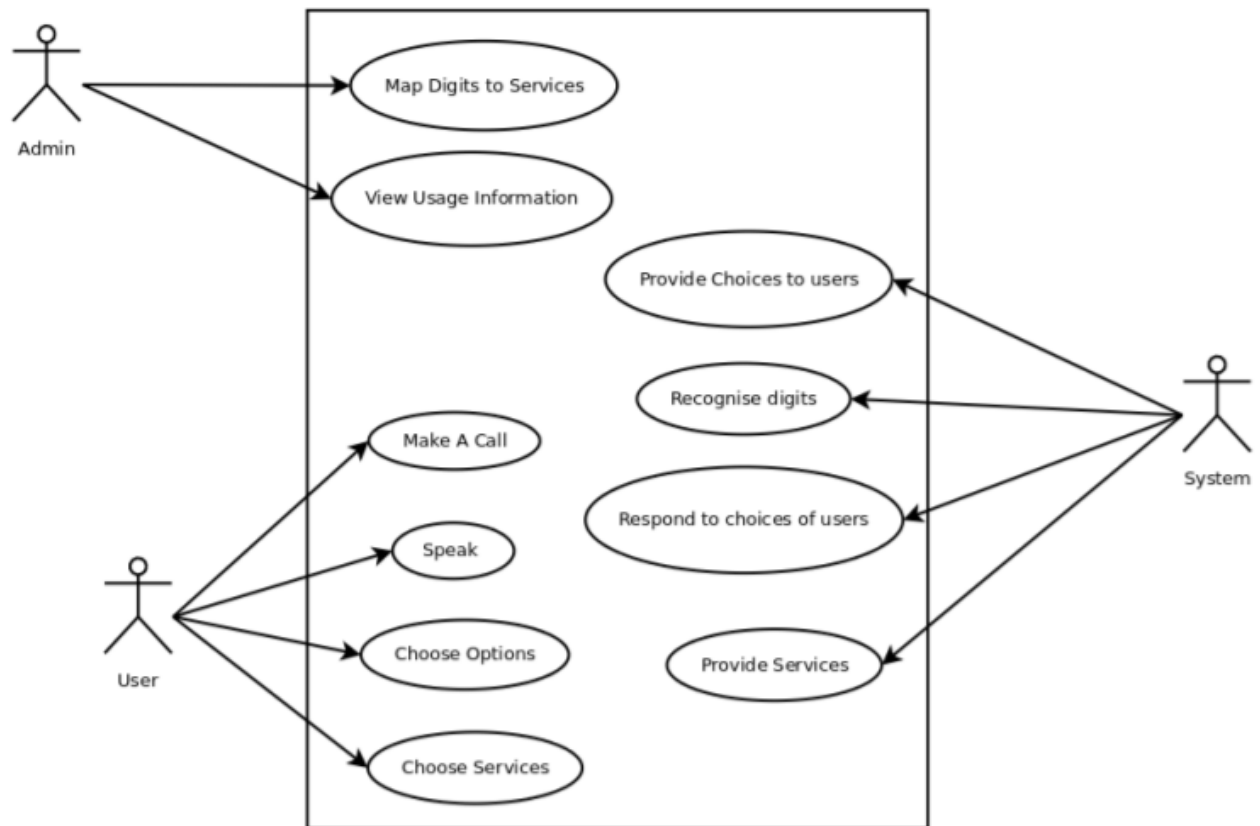 Map Digits to Services
Admin
View Usage Information
Provide Choices to users
Recognise digits
Make A Call
System
Respond to choices of users
Speak
Choose Options
Provide Services
User
Choose Services